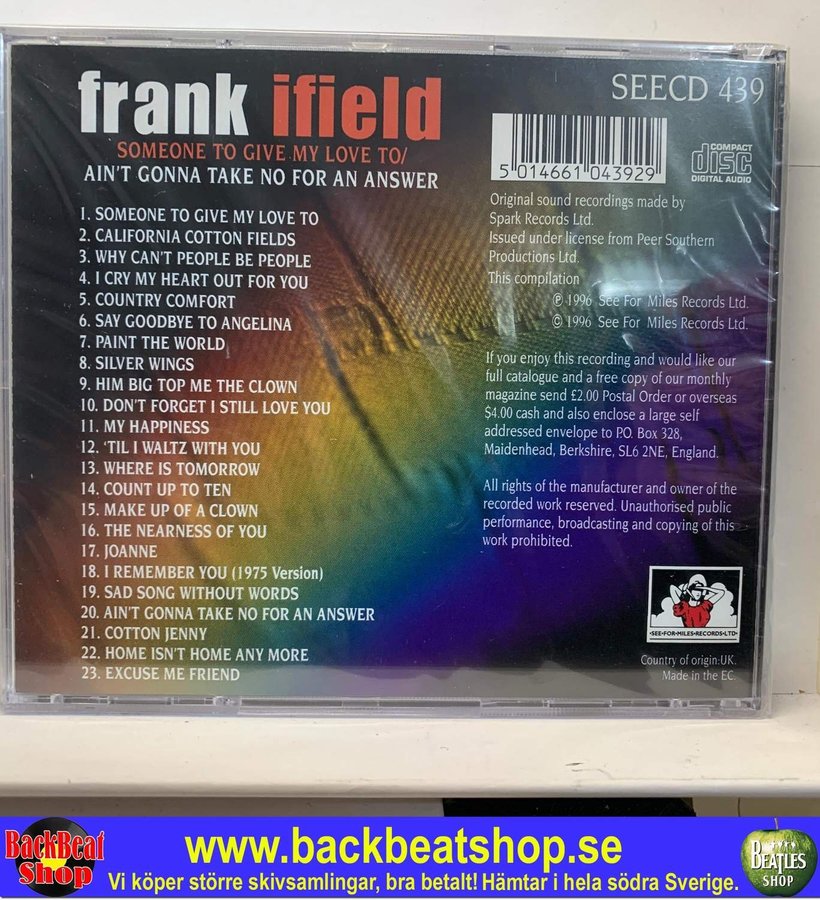 frank ifield
SOMEONE TO GIVE MY LOVE TO/
AIN'T GONNA TAKE NO FOR AN ANSWER
1. SOMEONE TO GIVE MY LOVE TO
2. CALIFORNIA COTTON FIELDS
3. WHY CAN'T PEOPLE BE PEOPLE
4. I CRY MY HEART OUT FOR YOU
5. COUNTRY COMFORT
6. SAY GOODBYE TO ANGELINA
7. PAINT THE WORLD
8. SILVER WINGS
9. HIM BIG TOP ME THE CLOWN
10. DON'T FORGET I STILL LOVE YOU
11. MY HAPPINESS
12. 'TIL I WALTZ WITH YOU
13. WHERE IS TOMORROW
14. COUNT UP TO TEN
15. MAKE UP OF A CLOWN
16. THE NEARNESS OF YOU
17. JOANNE
18. I REMEMBER YOU (1975 Version)
19. SAD SONG WITHOUT WORDS
20. AIN'T GONNA TAKE NO FOR AN ANSWER
21. COTTON JENNY
22. HOME ISN'T HOME ANY MORE
23. EXCUSE ME FRIEND
SEECD 439
5 014661 043929
COMPACT
disc
DIGITAL AUDIO
Original sound recordings made by
Spark Records Ltd.
Issued under license from Peer Southern
Productions Ltd.
This compilation
℗ 1996 See For Miles Records Ltd.
© 1996 See For Miles Records Ltd.
If you enjoy this recording and would like our
full catalogue and a free copy of our monthly
magazine send £2.00 Postal Order or overseas
$4.00 cash and also enclose a large self
addressed envelope to P.O. Box 328,
Maidenhead, Berkshire, SL6 2NE, England.
All rights of the manufacturer and owner of the
recorded work reserved. Unauthorised public
performance, broadcasting and copying of this
work prohibited.
·SEE·FOR·MILES·RECORDS·LTD·
Country of origin:UK.
Made in the EC.
BackBeat
Shop
www.backbeatshop.se
Vi köper större skivsamlingar, bra betalt! Hämtar i hela södra Sverige.
BEATLES
SHOP